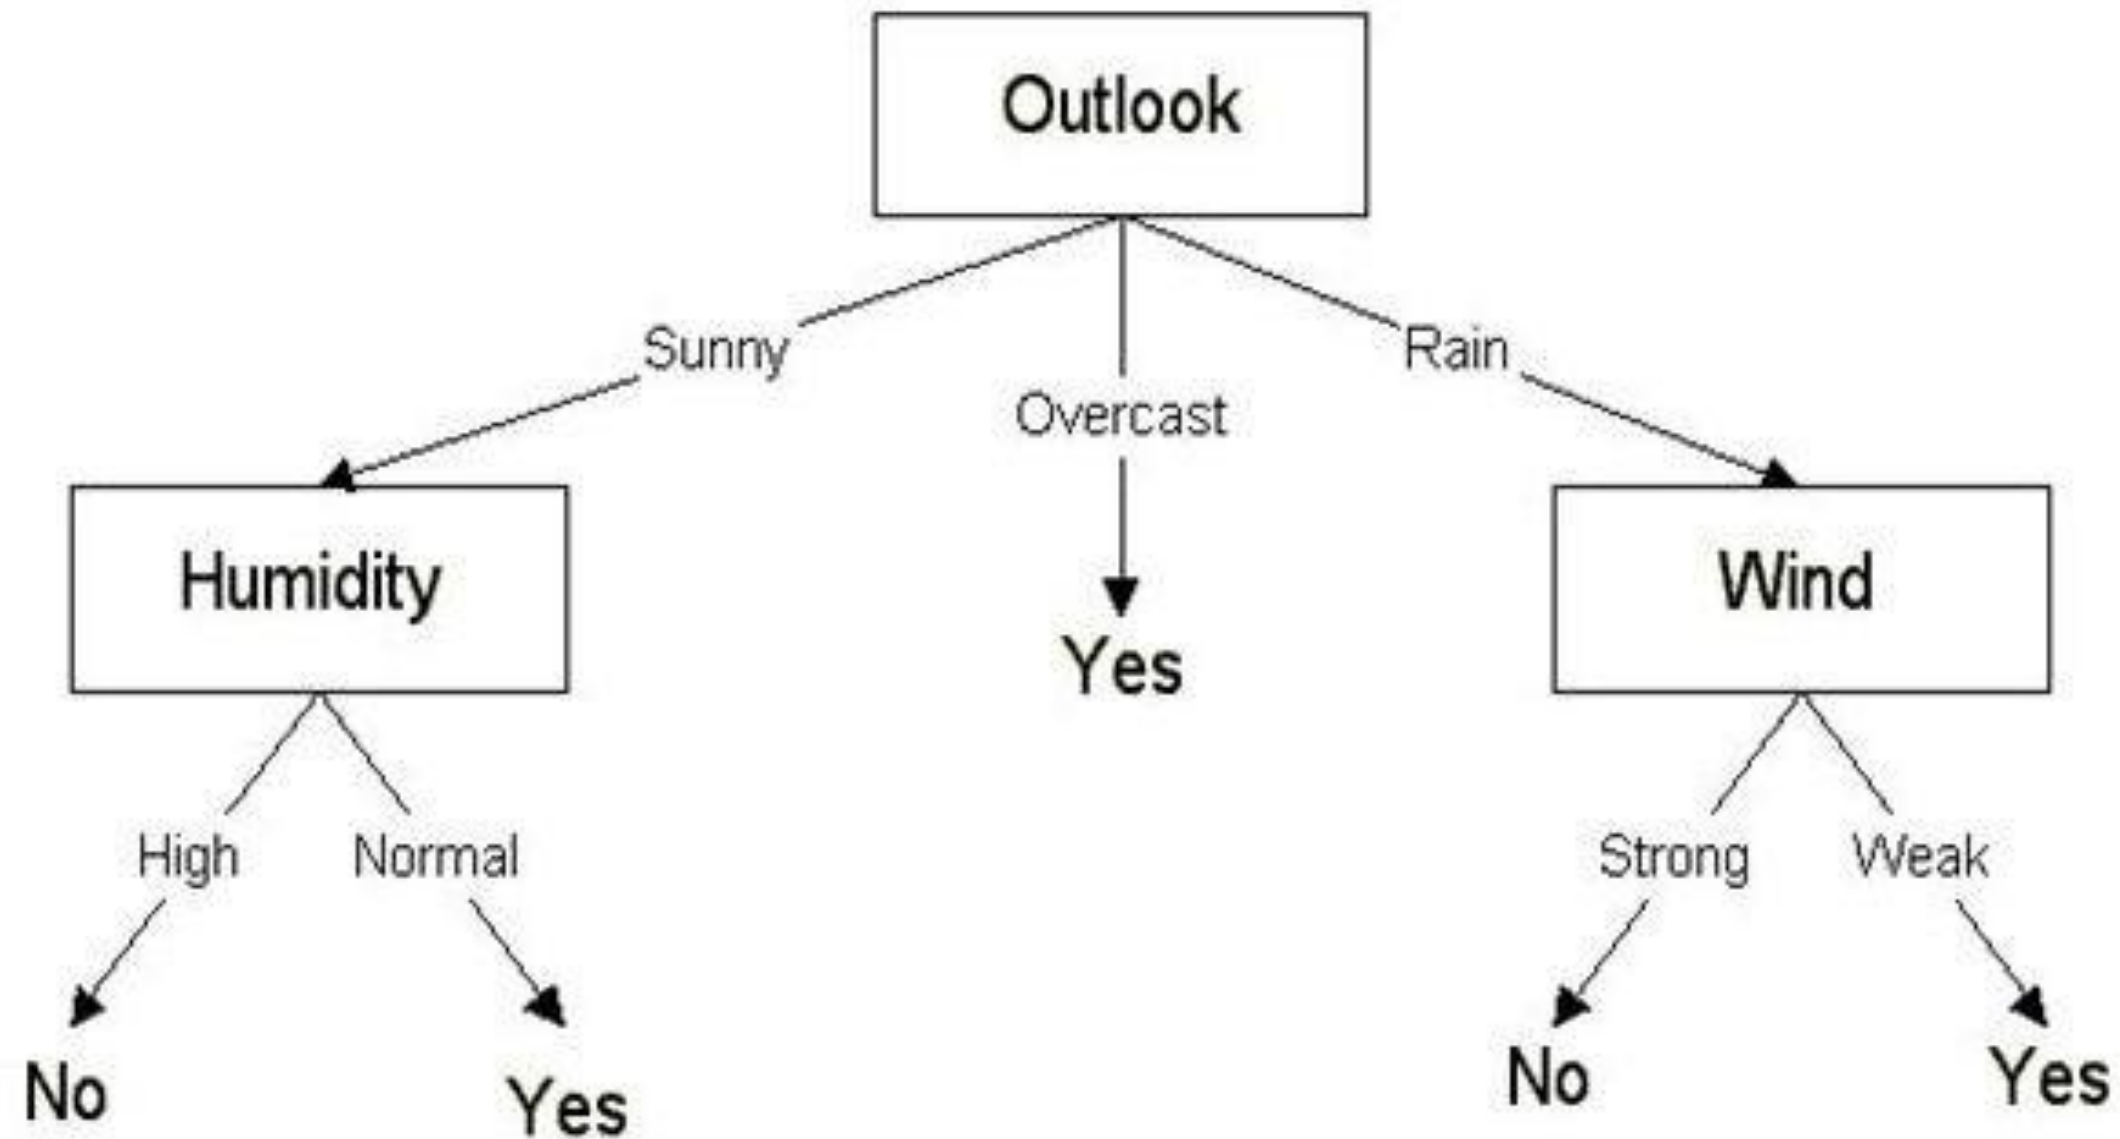 Outlook
Sunny
Rain
Overcast
Humidity
Wind
Yes
High
Normal
Strong
Weak
No
Yes
No
Yes